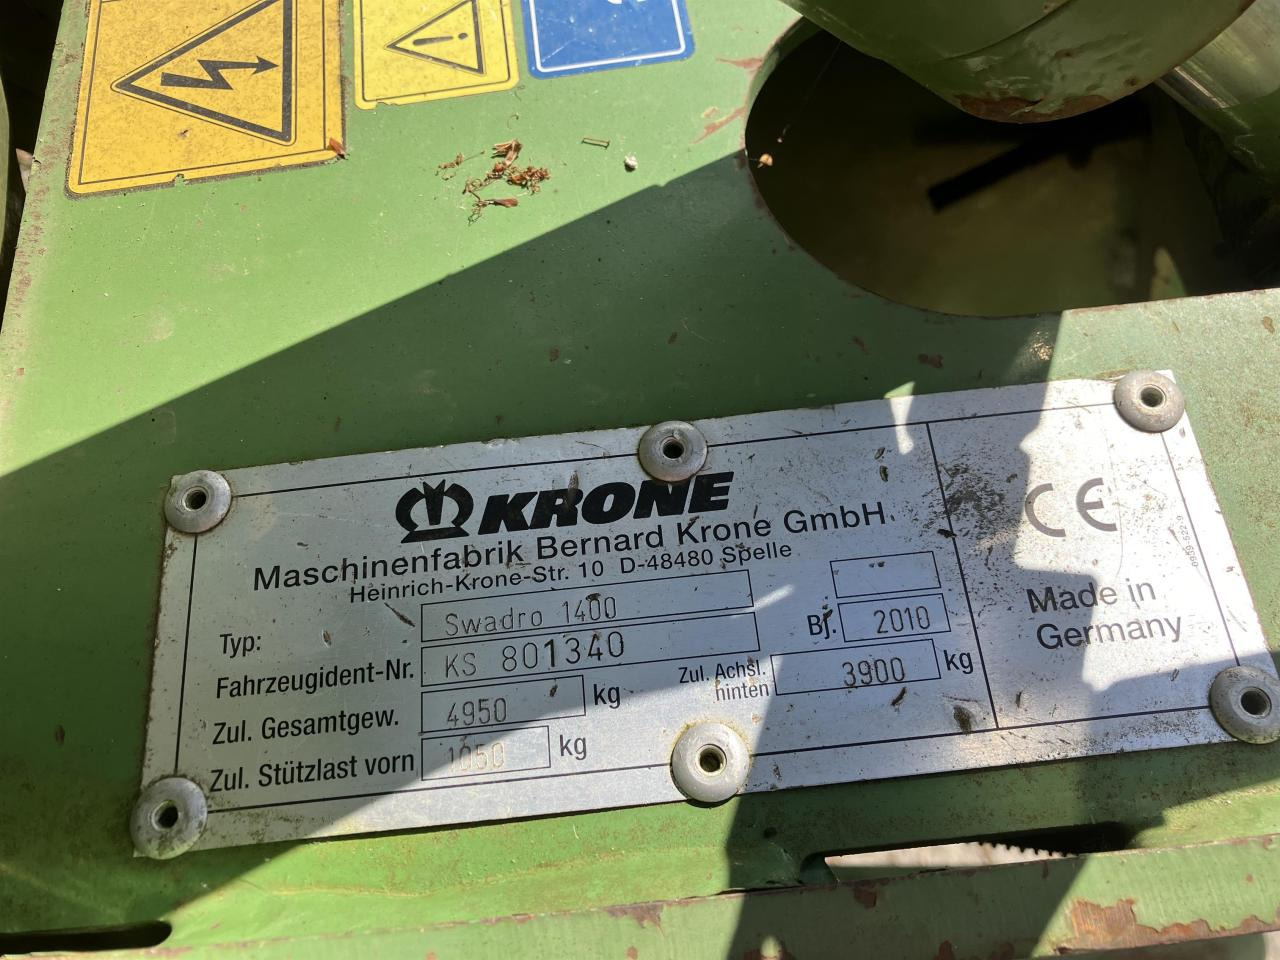 KRONE
Maschinenfabrik Bernard Krone GmbH
Heinrich-Krone-Str. 10 D-48480 Spelle
Typ: Swadro 1400
Fahrzeugident-Nr. KS 801340 Bj. 2010
Zul. Gesamtgew. 4950 kg Zul. Achsl. hinten 3900 kg
Zul. Stützlast vorn 1050 kg
CE
Made in
Germany